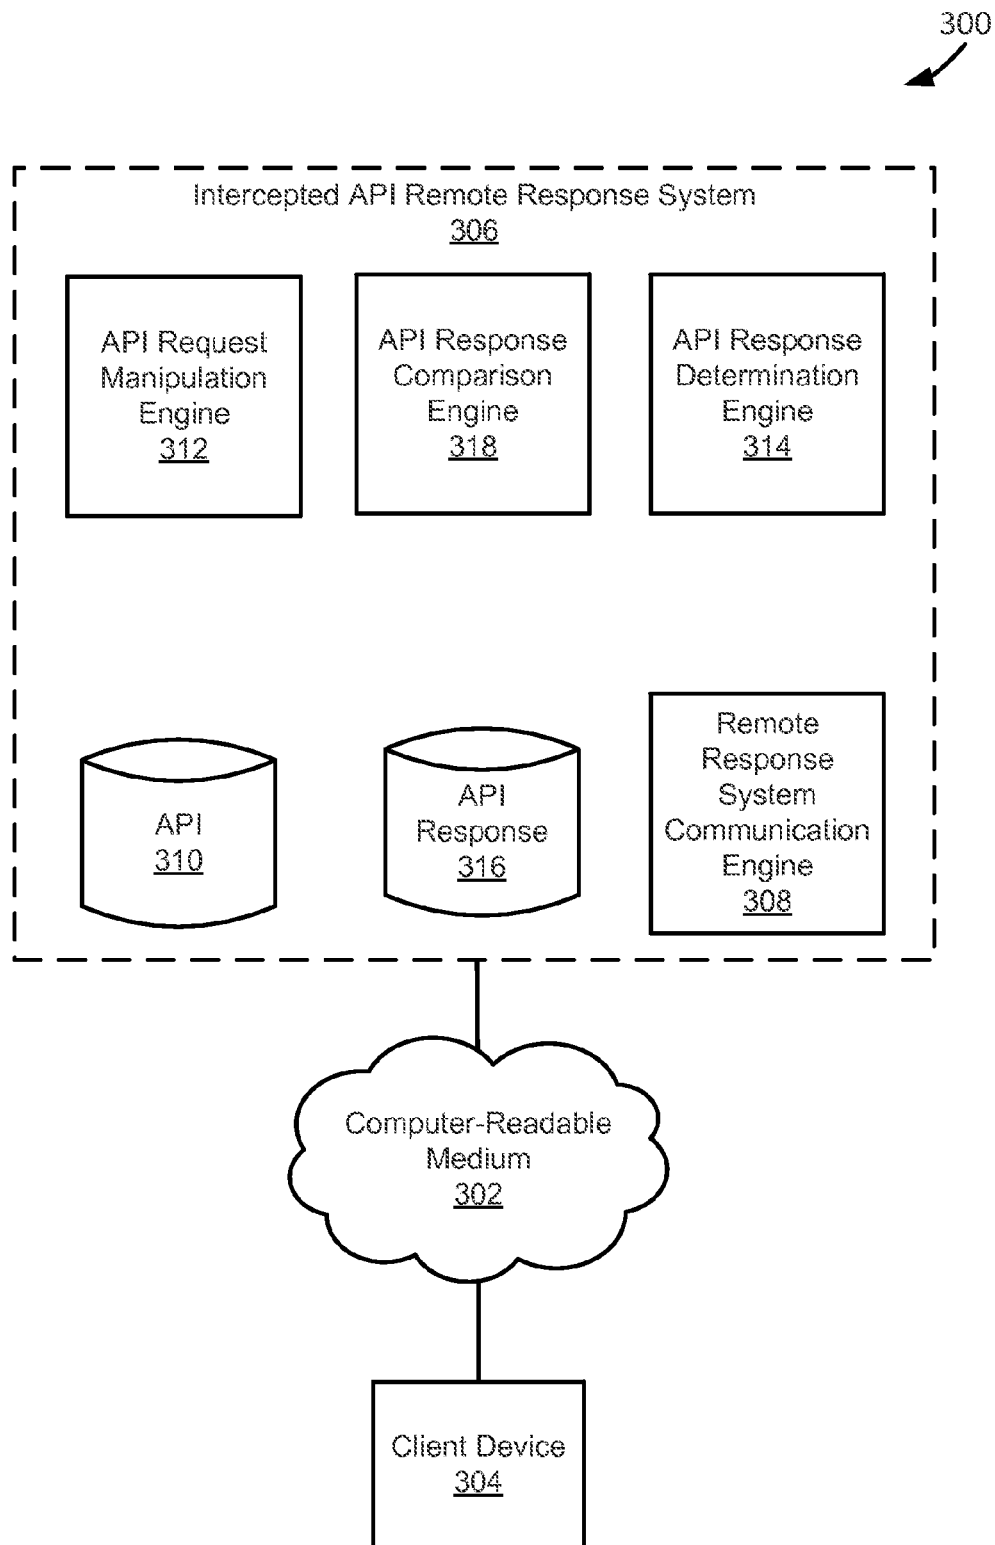 300
Intercepted API Remote Response System
306
API Request
Manipulation
Engine
312
API Response
Comparison
Engine
318
API Response
Determination
Engine
314
API
310
API
Response
316
Remote
Response
System
Communication
Engine
308
Computer-Readable
Medium
302
Client Device
304